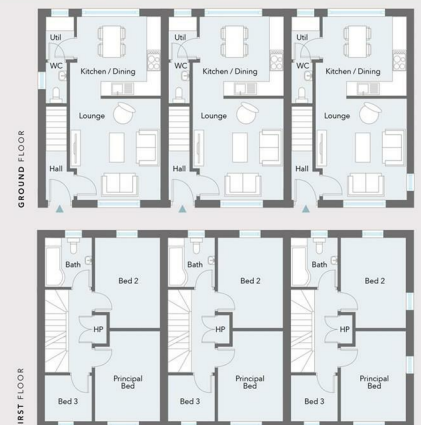 GROUND FLOOR
Util
WC
Kitchen / Dining
Lounge
Hall
Util
WC
Kitchen / Dining
Lounge
Hall
Util
WC
Kitchen / Dining
Lounge
Hall
FIRST FLOOR
Bath
Bed 2
HP
Bed 3
Principal
Bed
Bath
Bed 2
HP
Bed 3
Principal
Bed
Bath
Bed 2
HP
Bed 3
Principal
Bed